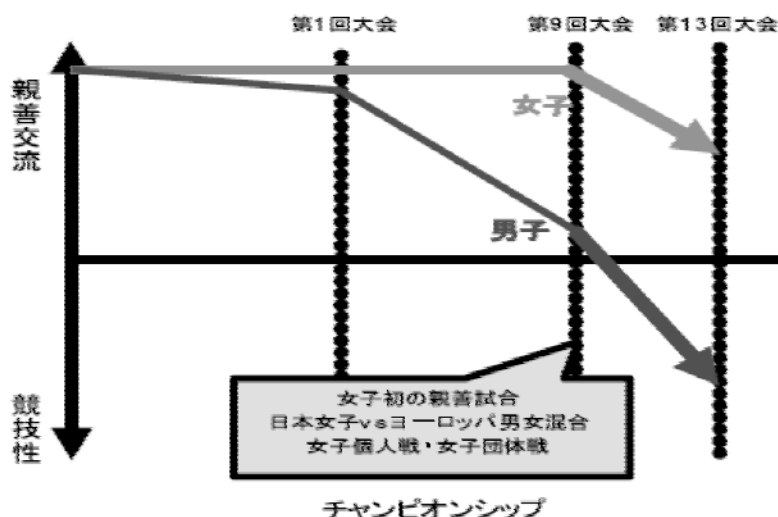 第1回大会
第9回大会
第13回大会
親善交流
女子
男子
競技性
女子初の親善試合
日本女子vsヨーロッパ男女混合
女子個人戦・女子団体戦
チャンピオンシップ